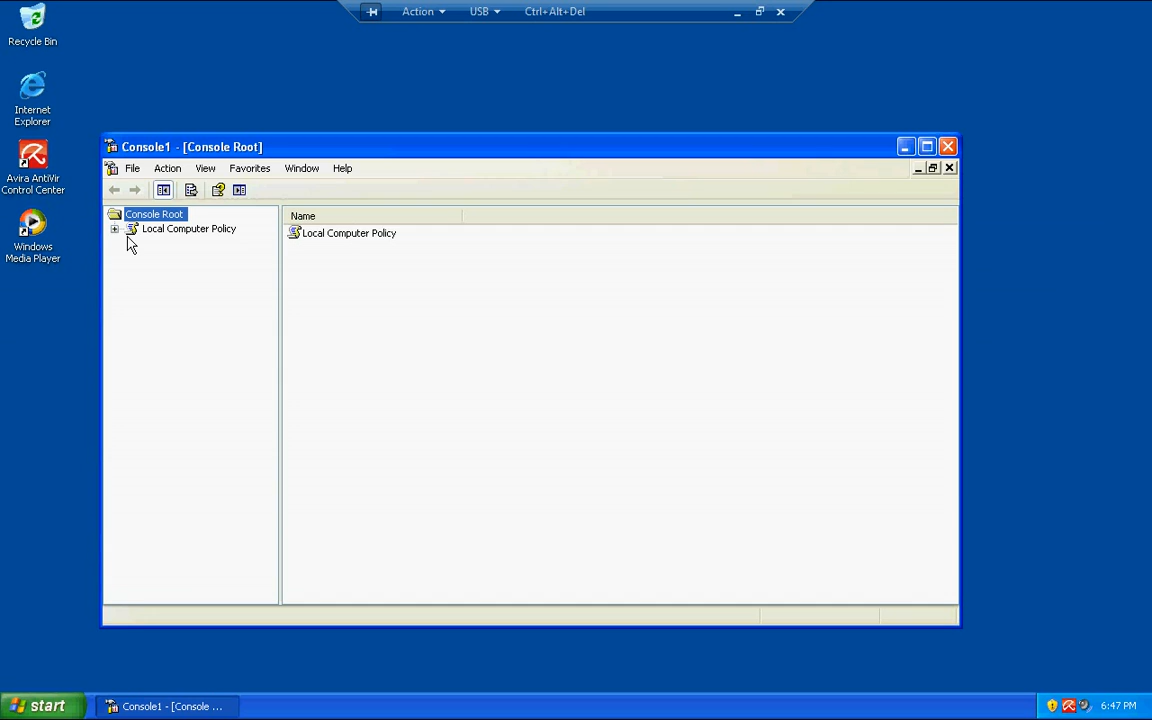 Action
USB
Ctrl+Alt+Del
Recycle Bin
Internet
Explorer
Avira AntiVir
Control Center
Windows
Media Player
Console1 - [Console Root]
File
Action
View
Favorites
Window
Help
Console Root
Local Computer Policy
Name
Local Computer Policy
start
Console1 - [Console ...
6:47 PM